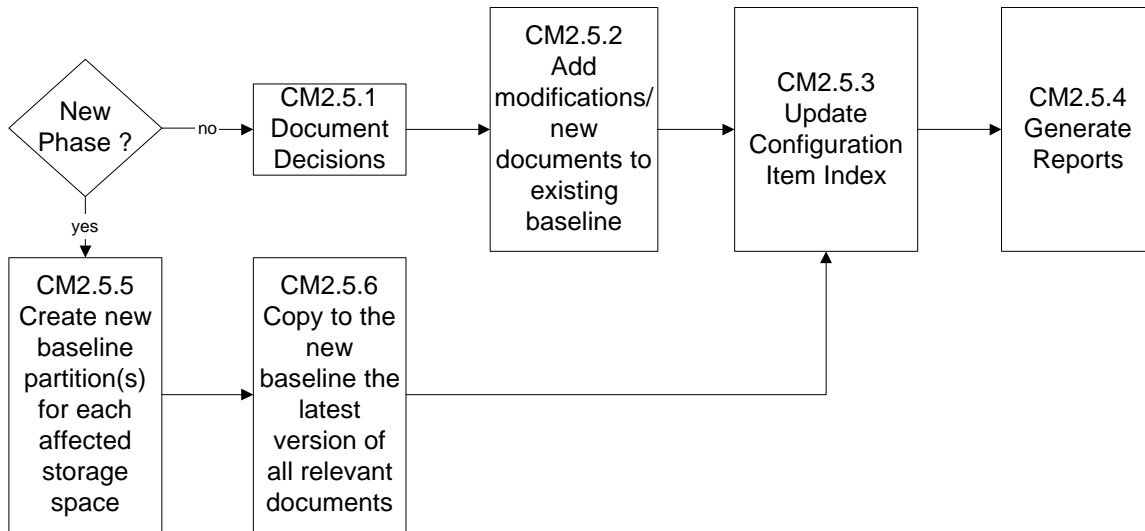 New
Phase ?
no
yes
CM2.5.1
Document
Decisions
CM2.5.2
Add
modifications/
new
documents to
existing
baseline
CM2.5.3
Update
Configuration
Item Index
CM2.5.4
Generate
Reports
CM2.5.5
Create new
baseline
partition(s)
for each
affected
storage
space
CM2.5.6
Copy to the
new
baseline the
latest
version of
all relevant
documents